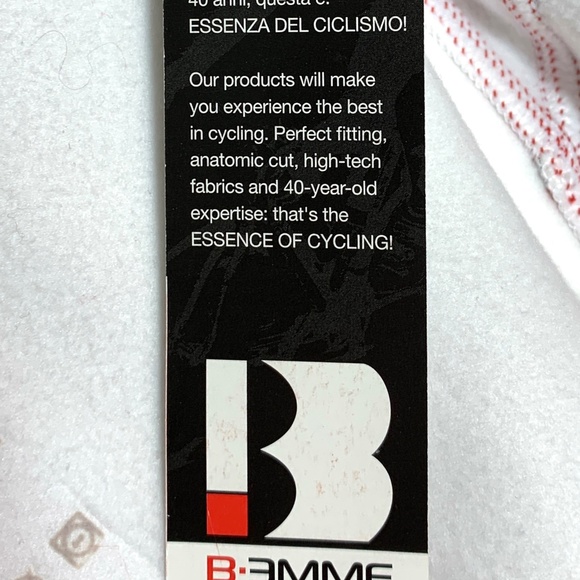 40 anni, questa è:
ESSENZA DEL CICLISMO!
Our products will make
you experience the best
in cycling. Perfect fitting,
anatomic cut, high-tech
fabrics and 40-year-old
expertise: that's the
ESSENCE OF CYCLING!
B
B·EMME